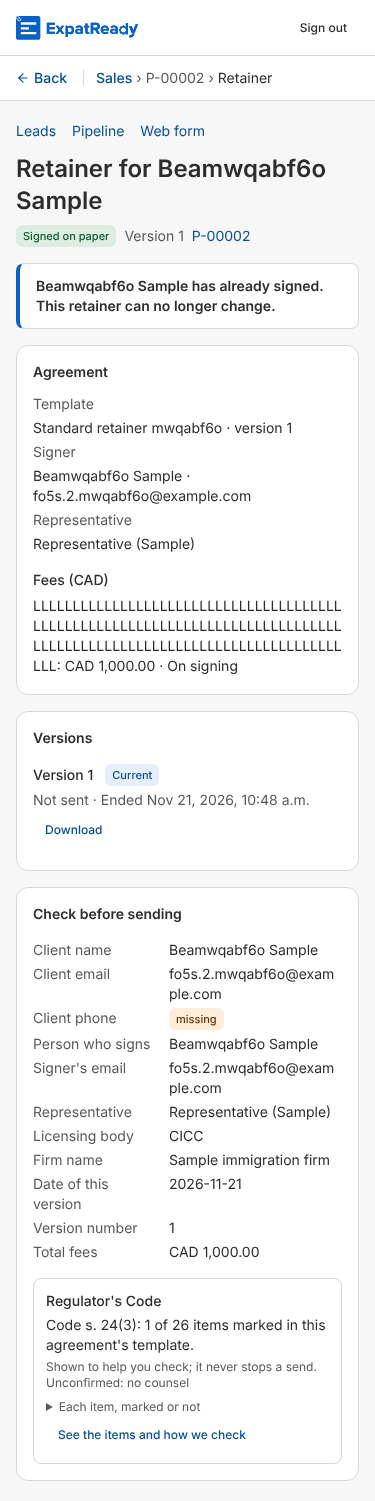 ExpatReady
Sign out
← Back
Sales › P-00002 › Retainer
Leads Pipeline Web form
Retainer for Beamwqabf6o
Sample
Signed on paper Version 1 P-00002
Beamwqabf6o Sample has already signed.
This retainer can no longer change.
Agreement
Template
Standard retainer mwqabf6o · version 1
Signer
Beamwqabf6o Sample ·
fo5s.2.mwqabf6o@example.com
Representative
Representative (Sample)
Fees (CAD)
LLLLLLLLLLLLLLLLLLLLLLLLLLLLLLLLLLLLLLL
LLLLLLLLLLLLLLLLLLLLLLLLLLLLLLLLLLLLLLL
LLLLLLLLLLLLLLLLLLLLLLLLLLLLLLLLLLLLLLL
LLL: CAD 1,000.00 · On signing
Versions
Version 1 Current
Not sent · Ended Nov 21, 2026, 10:48 a.m.
Download
Check before sending
Client name Beamwqabf6o Sample
Client email fo5s.2.mwqabf6o@exam
ple.com
Client phone missing
Person who signs Beamwqabf6o Sample
Signer's email fo5s.2.mwqabf6o@exam
ple.com
Representative Representative (Sample)
Licensing body CICC
Firm name Sample immigration firm
Date of this 2026-11-21
version
Version number 1
Total fees CAD 1,000.00
Regulator's Code
Code s. 24(3): 1 of 26 items marked in this
agreement's template.
Shown to help you check; it never stops a send.
Unconfirmed: no counsel
Each item, marked or not
See the items and how we check